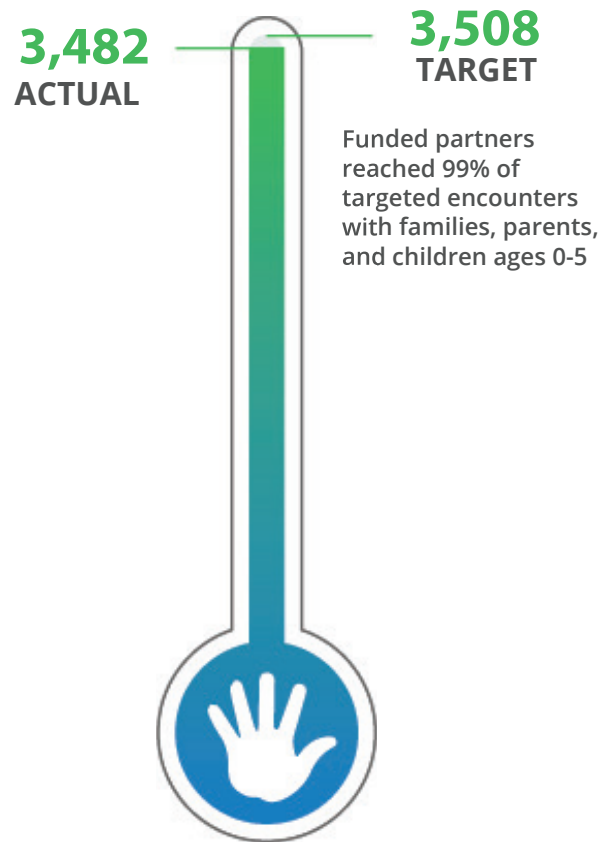 3,482
ACTUAL
3,508
TARGET
Funded partners
reached 99% of
targeted encounters
with families, parents,
and children ages 0-5